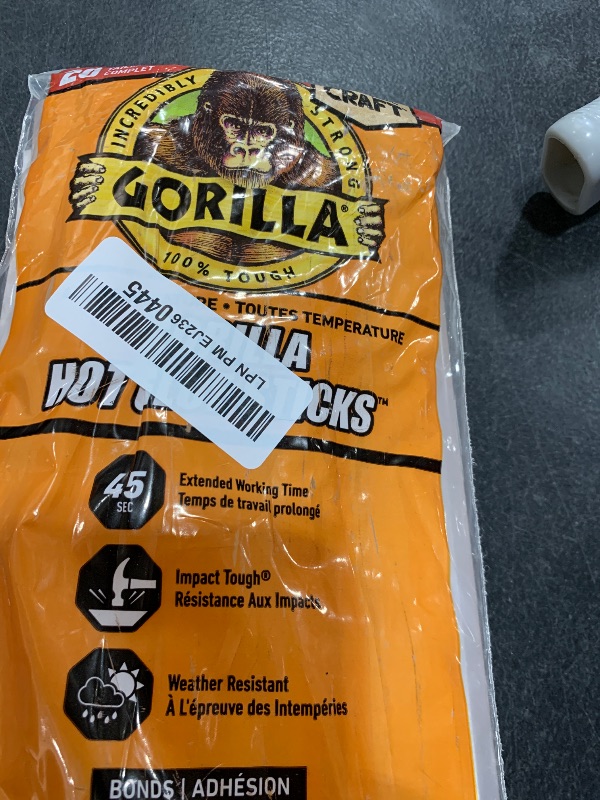 COMPLET
CRAFT
INCREDIBLY STRONG
GORILLA®
100% TOUGH
• TOUTES TEMPERATURE
LPN PM EJ236 0445
HOT
™
45
SEC
Extended Working Time
Temps de travail prolongé
Impact Tough®
Résistance Aux Impacts
Weather Resistant
À L'épreuve des Intempéries
BONDS | ADHÉSION